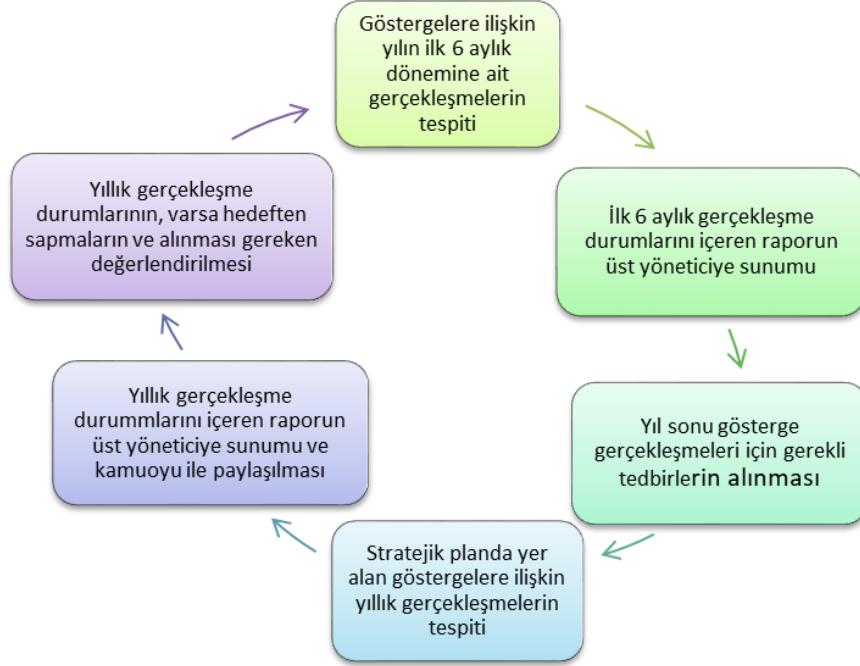 Göstergelere ilişkin
yılın ilk 6 aylık
dönemine ait
gerçekleşmelerin
tespiti
İlk 6 aylık gerçekleşme
durumlarını içeren raporun
üst yöneticiye sunumu
Yıl sonu gösterge
gerçekleşmeleri için gerekli
tedbirlerin alınması
Stratejik planda yer
alan göstergelere ilişkin
yıllık gerçekleşmelerin
tespiti
Yıllık gerçekleşme
durummlarını içeren raporun
üst yöneticiye sunumu ve
kamuoyu ile paylaşılması
Yıllık gerçekleşme
durumlarının, varsa hedeften
sapmaların ve alınması gereken
değerlendirilmesi